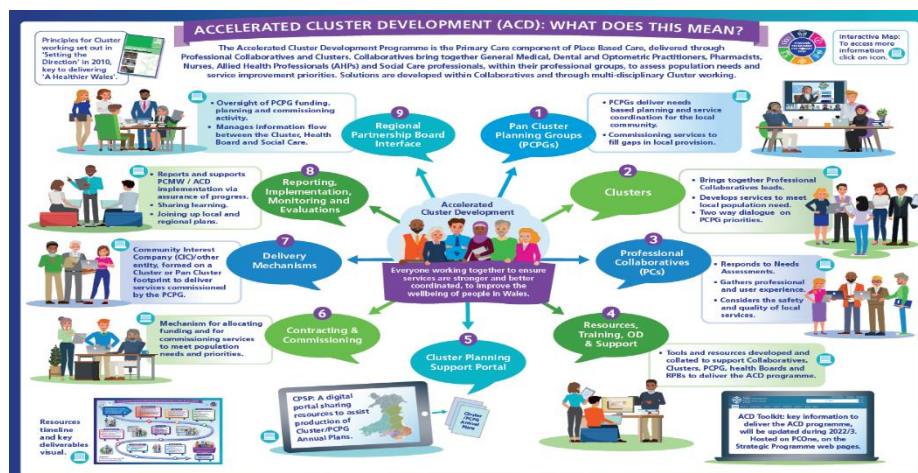 ACCELERATED CLUSTER DEVELOPMENT (ACD): WHAT DOES THIS MEAN?
Principles for Cluster
working set out in
'Setting the
Direction' in 2010,
key to delivering
'A Healthier Wales'.
The Accelerated Cluster Development Programme is the Primary Care component of Place Based Care, delivered through
Professional Collaboratives and Clusters. Collaboratives bring together General Medical, Dental and Optometric Practitioners, Pharmacists,
Nurses, Allied Health Professionals (AHPs) and Social Care professionals, within their professional groups, to assess population needs and
service improvement priorities. Solutions are developed within Collaboratives and through multi-disciplinary Cluster working.
Interactive Map:
To access more
information
click on icon.
1
Pan Cluster
Planning Groups
(PCPGs)
• PCPGs deliver needs
based planning and service
coordination for the local
community.
• Commissioning services to
fill gaps in local provision.
2
Clusters
• Brings together Professional
Collaboratives leads.
• Develops services to meet
local population need.
• Two way dialogue on
PCPG priorities.
3
Professional
Collaboratives
(PCs)
• Responds to Needs
Assessments.
• Gathers professional
and user experience.
• Considers the safety
and quality of local
services.
4
Resources,
Training, OD
& Support
• Tools and resources developed and
collated to support Collaboratives,
Clusters, PCPG, health Boards and
RPBs to deliver the ACD programme.
5
Cluster Planning
Support Portal
CPSP: A digital
portal sharing
resources to assist
production of
Cluster/PCPG
Annual Plans.
Cluster
/PCPG
Annual
Plans
6
Contracting &
Commissioning
Mechanism for allocating
funding and for
commissioning services
to meet population
needs and priorities.
7
Delivery
Mechanisms
Community Interest
Company (CIC)/other
entity, formed on a
Cluster or Pan Cluster
footprint to deliver
services commissioned
by the PCPG.
8
Reporting,
Implementation,
Monitoring and
Evaluations
• Reports and supports
PCMW / ACD
implementation via
assurance of progress.
• Sharing learning.
• Joining up local and
regional plans.
9
Regional
Partnership Board
Interface
• Oversight of PCPG funding,
planning and commissioning
activity.
• Manages information flow
between the Cluster, Health
Board and Social Care.
Accelerated
Cluster Development
Everyone working together to ensure
services are stronger and better
coordinated, to improve the
wellbeing of people in Wales.
Resources
timeline
and key
deliverables
visual.
ACD Toolkit: key information to
deliver the ACD programme,
will be updated during 2022/3.
Hosted on PCOne, on the
Strategic Programme web pages.